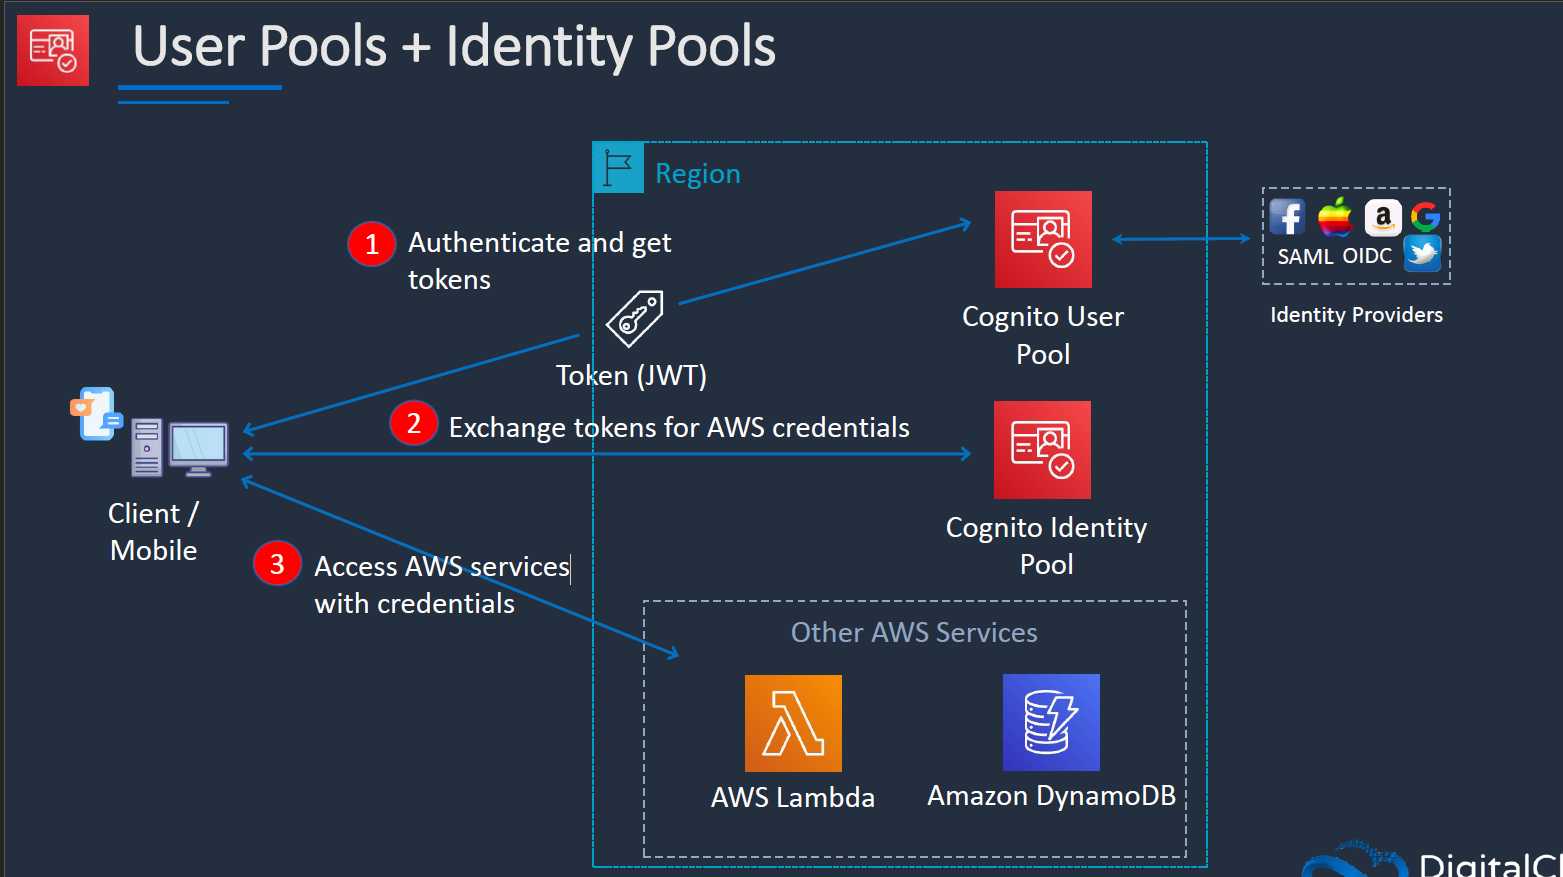 User Pools + Identity Pools
Region
1
Authenticate and get
tokens
Token (JWT)
Cognito User
Pool
a
SAML OIDC
Identity Providers
2
Exchange tokens for AWS credentials
Client /
Mobile
Cognito Identity
Pool
3
Access AWS services
with credentials
Other AWS Services
AWS Lambda
Amazon DynamoDB